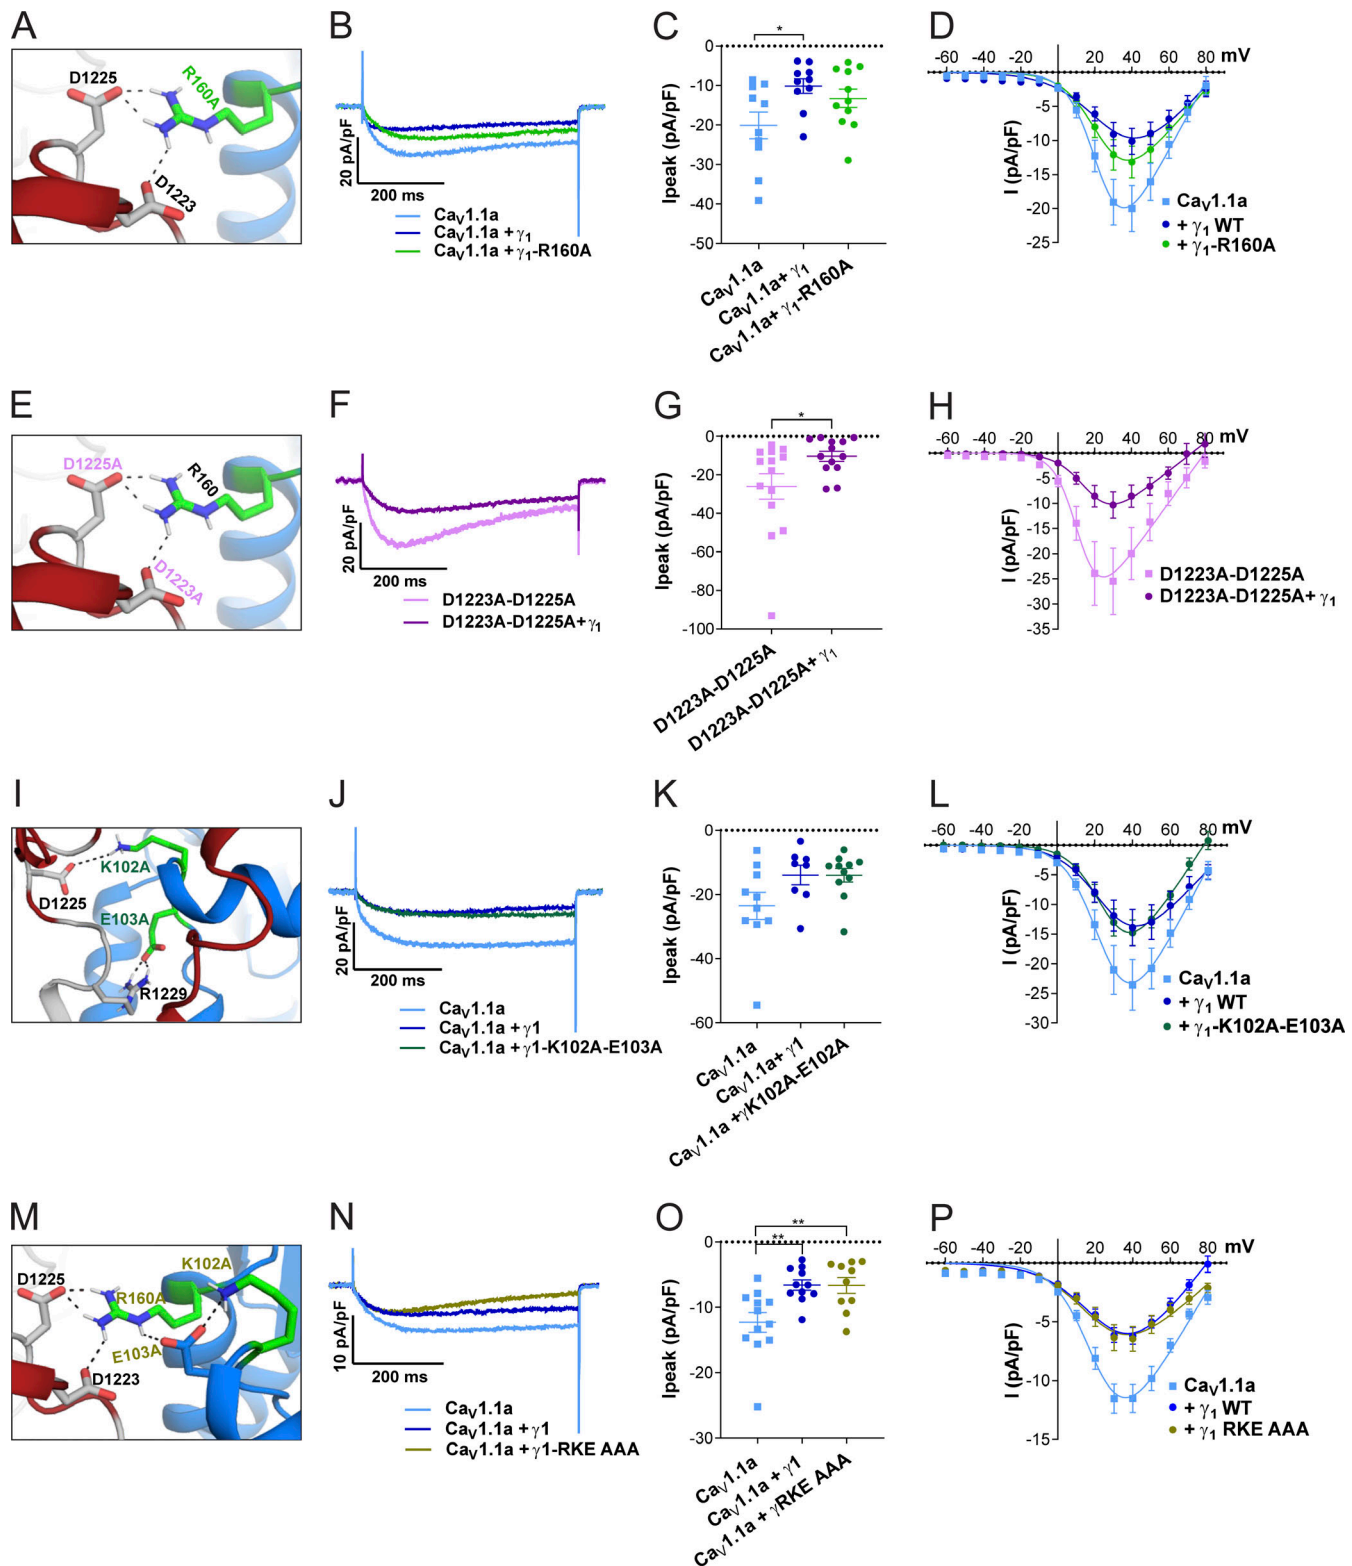 A
D1225
R160A
D1223
B
20 pA/pF
200 ms
CaV1.1a
CaV1.1a + γ1
CaV1.1a + γ1-R160A
C
*
Ipeak (pA/pF)
0
-10
-20
-30
-40
-50
CaV1.1a
CaV1.1a+ γ1
CaV1.1a+ γ1-R160A
D
-60 -40 -20 20 40 60 80 mV
I (pA/pF)
-5
-10
-15
-20
-25
CaV1.1a
+ γ1 WT
+ γ1-R160A
E
D1225A
R160
D1223A
F
20 pA/pF
200 ms
D1223A-D1225A
D1223A-D1225A+ γ1
G
*
Ipeak (pA/pF)
0
-20
-40
-60
-80
-100
D1223A-D1225A
D1223A-D1225A+ γ1
H
-60 -40 -20 20 40 60 80 mV
I (pA/pF)
-5
-10
-15
-20
-25
-30
-35
D1223A-D1225A
D1223A-D1225A+ γ1
I
K102A
D1225
E103A
R1229
J
20 pA/pF
200 ms
CaV1.1a
CaV1.1a + γ1
CaV1.1a + γ1-K102A-E103A
K
Ipeak (pA/pF)
0
-20
-40
-60
CaV1.1a
CaV1.1a+ γ1
CaV1.1a +γK102A-E102A
L
-60 -40 -20 20 40 60 80 mV
I (pA/pF)
-5
-10
-15
-20
-25
-30
CaV1.1a
+ γ1 WT
+ γ1-K102A-E103A
M
K102A
D1225
R160A
E103A
D1223
N
10 pA/pF
200 ms
CaV1.1a
CaV1.1a + γ1
CaV1.1a + γ1-RKE AAA
O
**
**
Ipeak (pA/pF)
0
-10
-20
-30
CaV1.1a
CaV1.1a + γ1
CaV1.1a + γRKE AAA
P
-60 -40 -20 20 40 60 80 mV
I (pA/pF)
-5
-10
-15
CaV1.1a
+ γ1 WT
+ γ1 RKE AAA